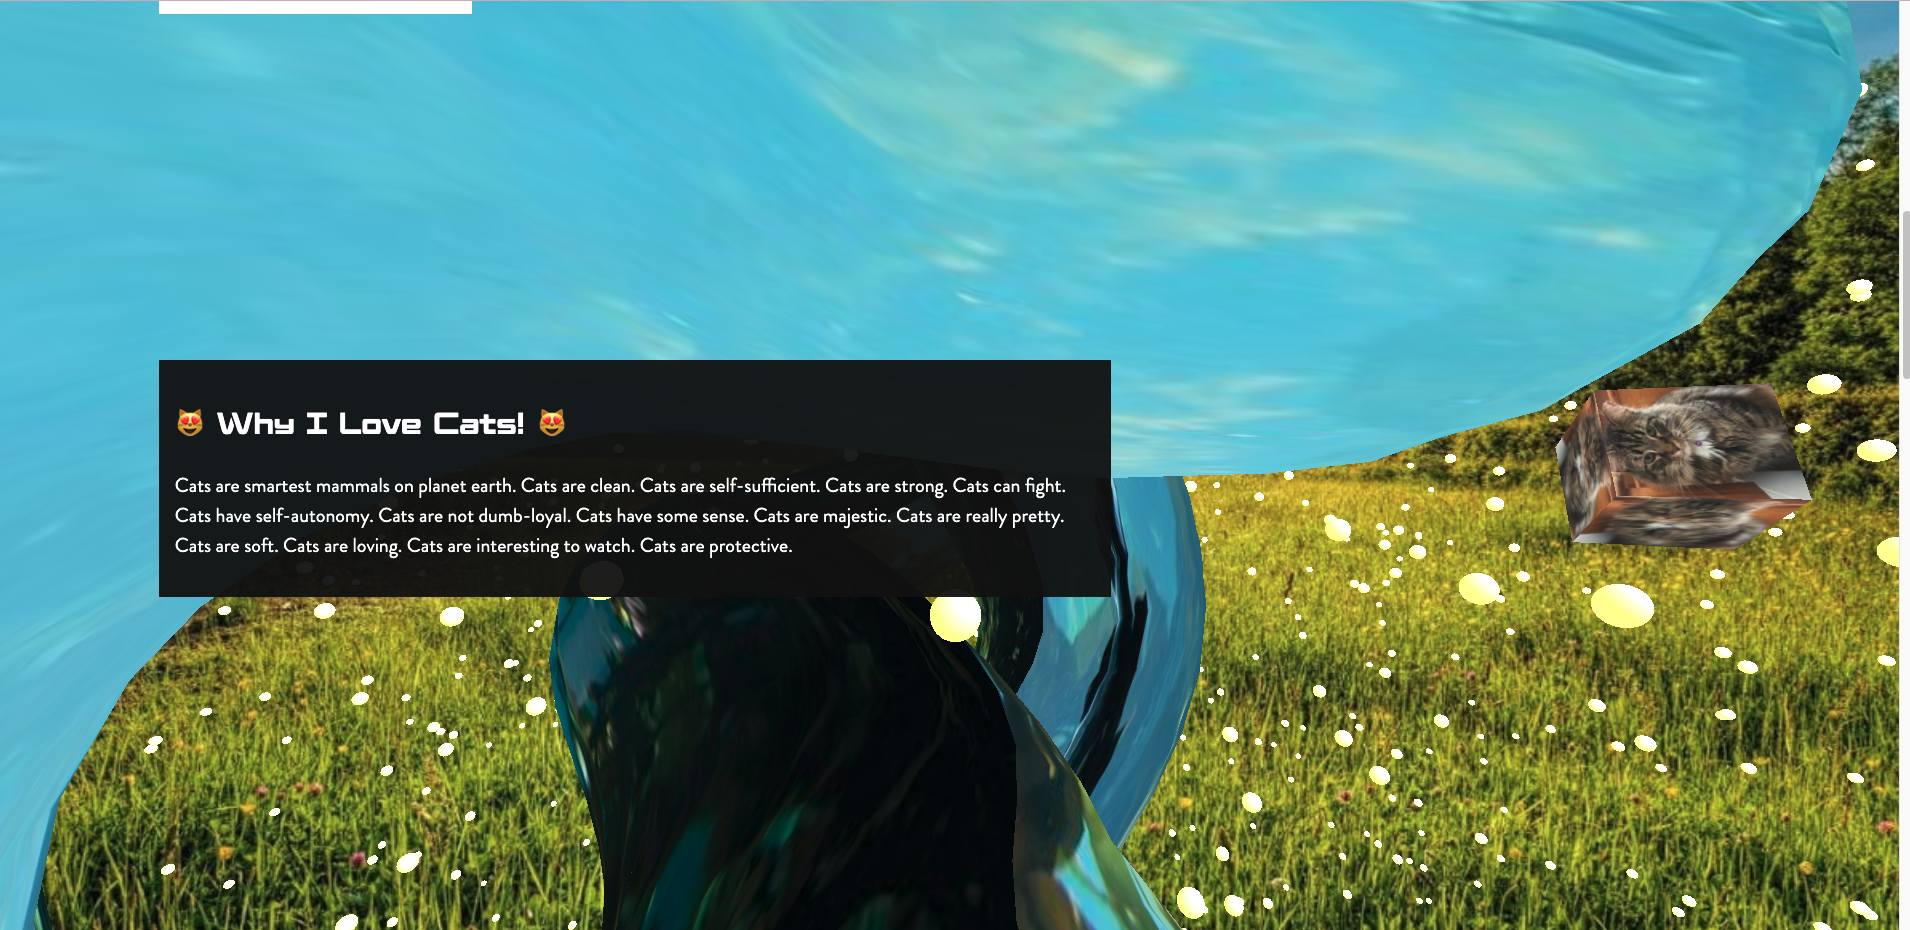 😻 Why I Love Cats! 😻
Cats are smartest mammals on planet earth. Cats are clean. Cats are self-sufficient. Cats are strong. Cats can fight.
Cats have self-autonomy. Cats are not dumb-loyal. Cats have some sense. Cats are majestic. Cats are really pretty.
Cats are soft. Cats are loving. Cats are interesting to watch. Cats are protective.